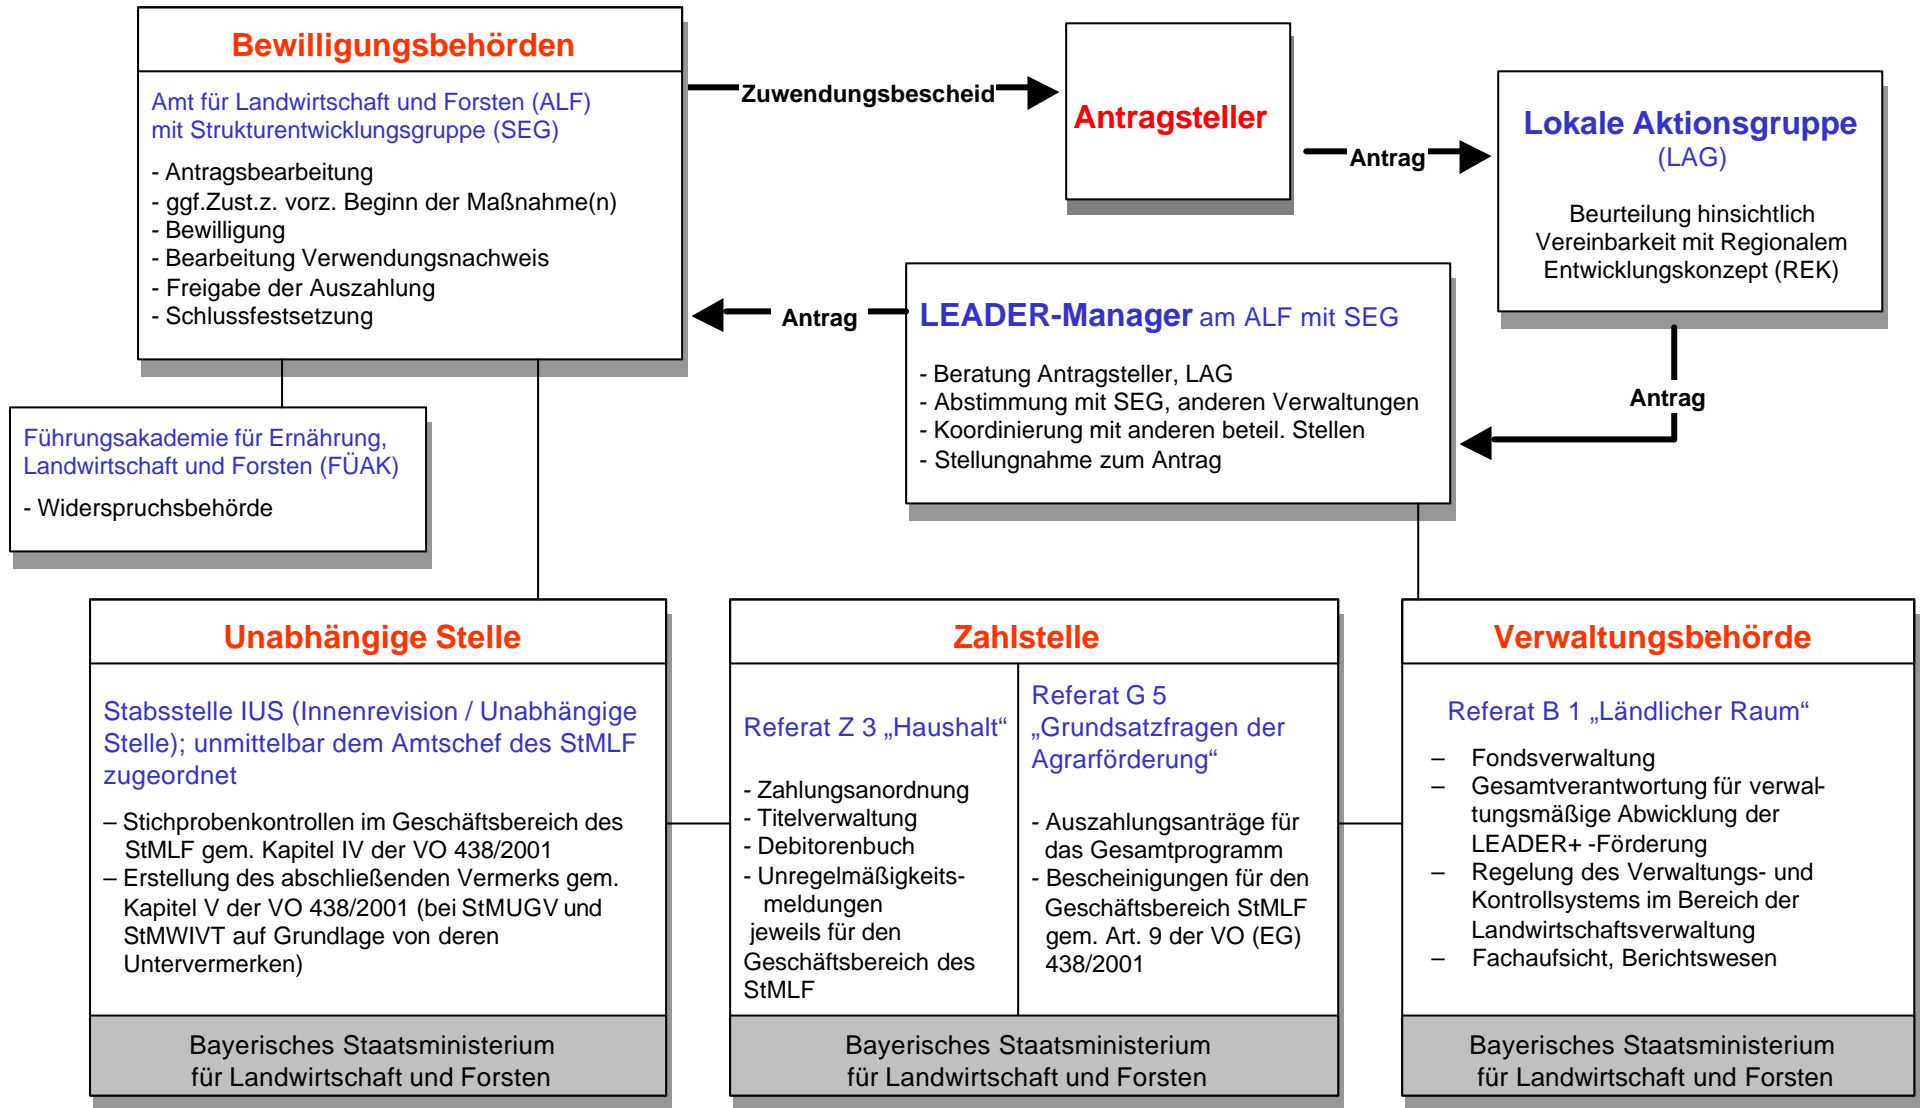 Bewilligungsbehörden
Amt für Landwirtschaft und Forsten (ALF)
mit Strukturentwicklungsgruppe (SEG)
- Antragsbearbeitung
- ggf.Zust.z. vorz. Beginn der Maßnahme(n)
- Bewilligung
- Bearbeitung Verwendungsnachweis
- Freigabe der Auszahlung
- Schlussfestsetzung
Zuwendungsbescheid
Antragsteller
Antrag
Lokale Aktionsgruppe
(LAG)
Beurteilung hinsichtlich
Vereinbarkeit mit Regionalem
Entwicklungskonzept (REK)
Antrag
LEADER-Manager am ALF mit SEG
- Beratung Antragsteller, LAG
- Abstimmung mit SEG, anderen Verwaltungen
- Koordinierung mit anderen beteil. Stellen
- Stellungnahme zum Antrag
Antrag
Führungsakademie für Ernährung,
Landwirtschaft und Forsten (FÜAK)
- Widerspruchsbehörde
Unabhängige Stelle
Stabsstelle IUS (Innenrevision / Unabhängige
Stelle); unmittelbar dem Amtschef des StMLF
zugeordnet
– Stichprobenkontrollen im Geschäftsbereich des
StMLF gem. Kapitel IV der VO 438/2001
– Erstellung des abschließenden Vermerks gem.
Kapitel V der VO 438/2001 (bei StMUGV und
StMWIVT auf Grundlage von deren
Untervermerken)
Bayerisches Staatsministerium
für Landwirtschaft und Forsten
Zahlstelle
Referat Z 3 „Haushalt“
- Zahlungsanordnung
- Titelverwaltung
- Debitorenbuch
- Unregelmäßigkeits-
meldungen
jeweils für den
Geschäftsbereich des
StMLF
Referat G 5
„Grundsatzfragen der
Agrarförderung“
- Auszahlungsanträge für
das Gesamtprogramm
- Bescheinigungen für den
Geschäftsbereich StMLF
gem. Art. 9 der VO (EG)
438/2001
Bayerisches Staatsministerium
für Landwirtschaft und Forsten
Verwaltungsbehörde
Referat B 1 „Ländlicher Raum“
– Fondsverwaltung
– Gesamtverantwortung für verwal-
tungsmäßige Abwicklung der
LEADER+ -Förderung
– Regelung des Verwaltungs- und
Kontrollsystems im Bereich der
Landwirtschaftsverwaltung
– Fachaufsicht, Berichtswesen
Bayerisches Staatsministerium
für Landwirtschaft und Forsten